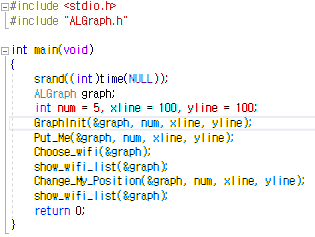 #include <stdio.h>
#include "ALGraph.h"
int main(void)
{
srand((int)time(NULL));
ALGraph graph;
int num = 5, xline = 100, yline = 100;
GraphInit(&graph, num, xline, yline);
Put_Me(&graph, num, xline, yline);
Choose_wifi(&graph);
show_wifi_list(&graph);
Change_My_Position(&graph, num, xline, yline);
show_wifi_list(&graph);
return 0;
}